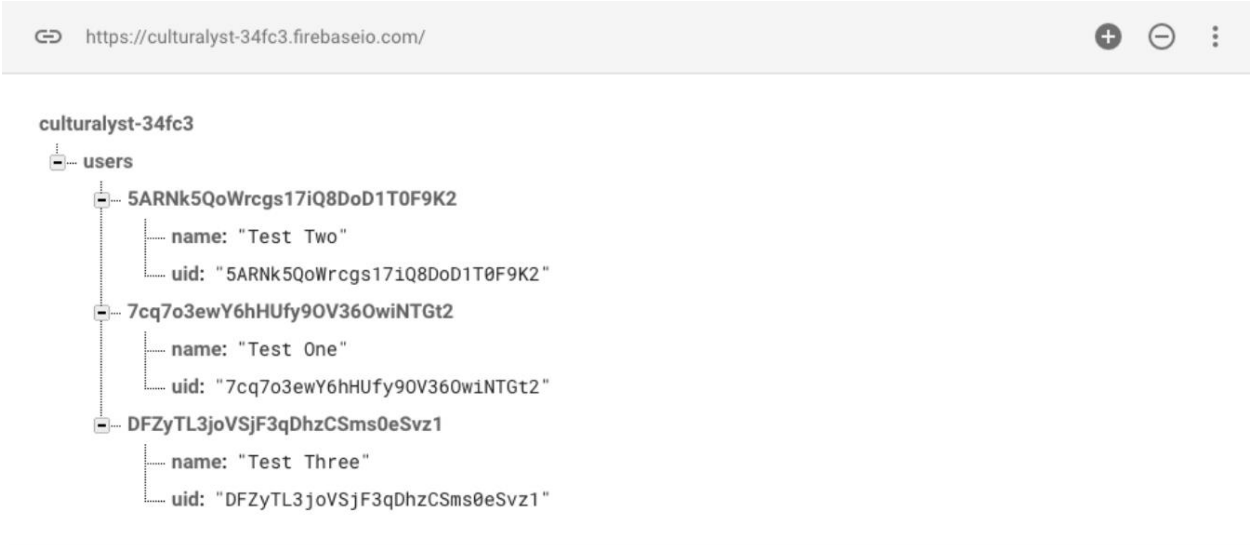 https://culturalyst-34fc3.firebaseio.com/
culturalyst-34fc3
users
5ARNk5QoWrcgs17iQ8DoD1T0F9K2
name: "Test Two"
uid: "5ARNk5QoWrcgs17iQ8DoD1T0F9K2"
7cq7o3ewY6hHUfy9OV36OwiNTGt2
name: "Test One"
uid: "7cq7o3ewY6hHUfy9OV36OwiNTGt2"
DFZyTL3joVSjF3qDhzCSms0eSvz1
name: "Test Three"
uid: "DFZyTL3joVSjF3qDhzCSms0eSvz1"